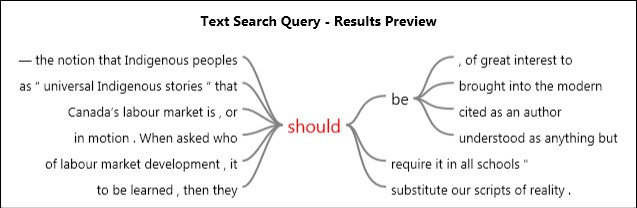 Text Search Query - Results Preview
— the notion that Indigenous peoples
as " universal Indigenous stories " that
Canada's labour market is , or
in motion . When asked who
of labour market development , it
to be learned , then they
should
be
, of great interest to
brought into the modern
cited as an author
understood as anything but
require it in all schools "
substitute our scripts of reality .